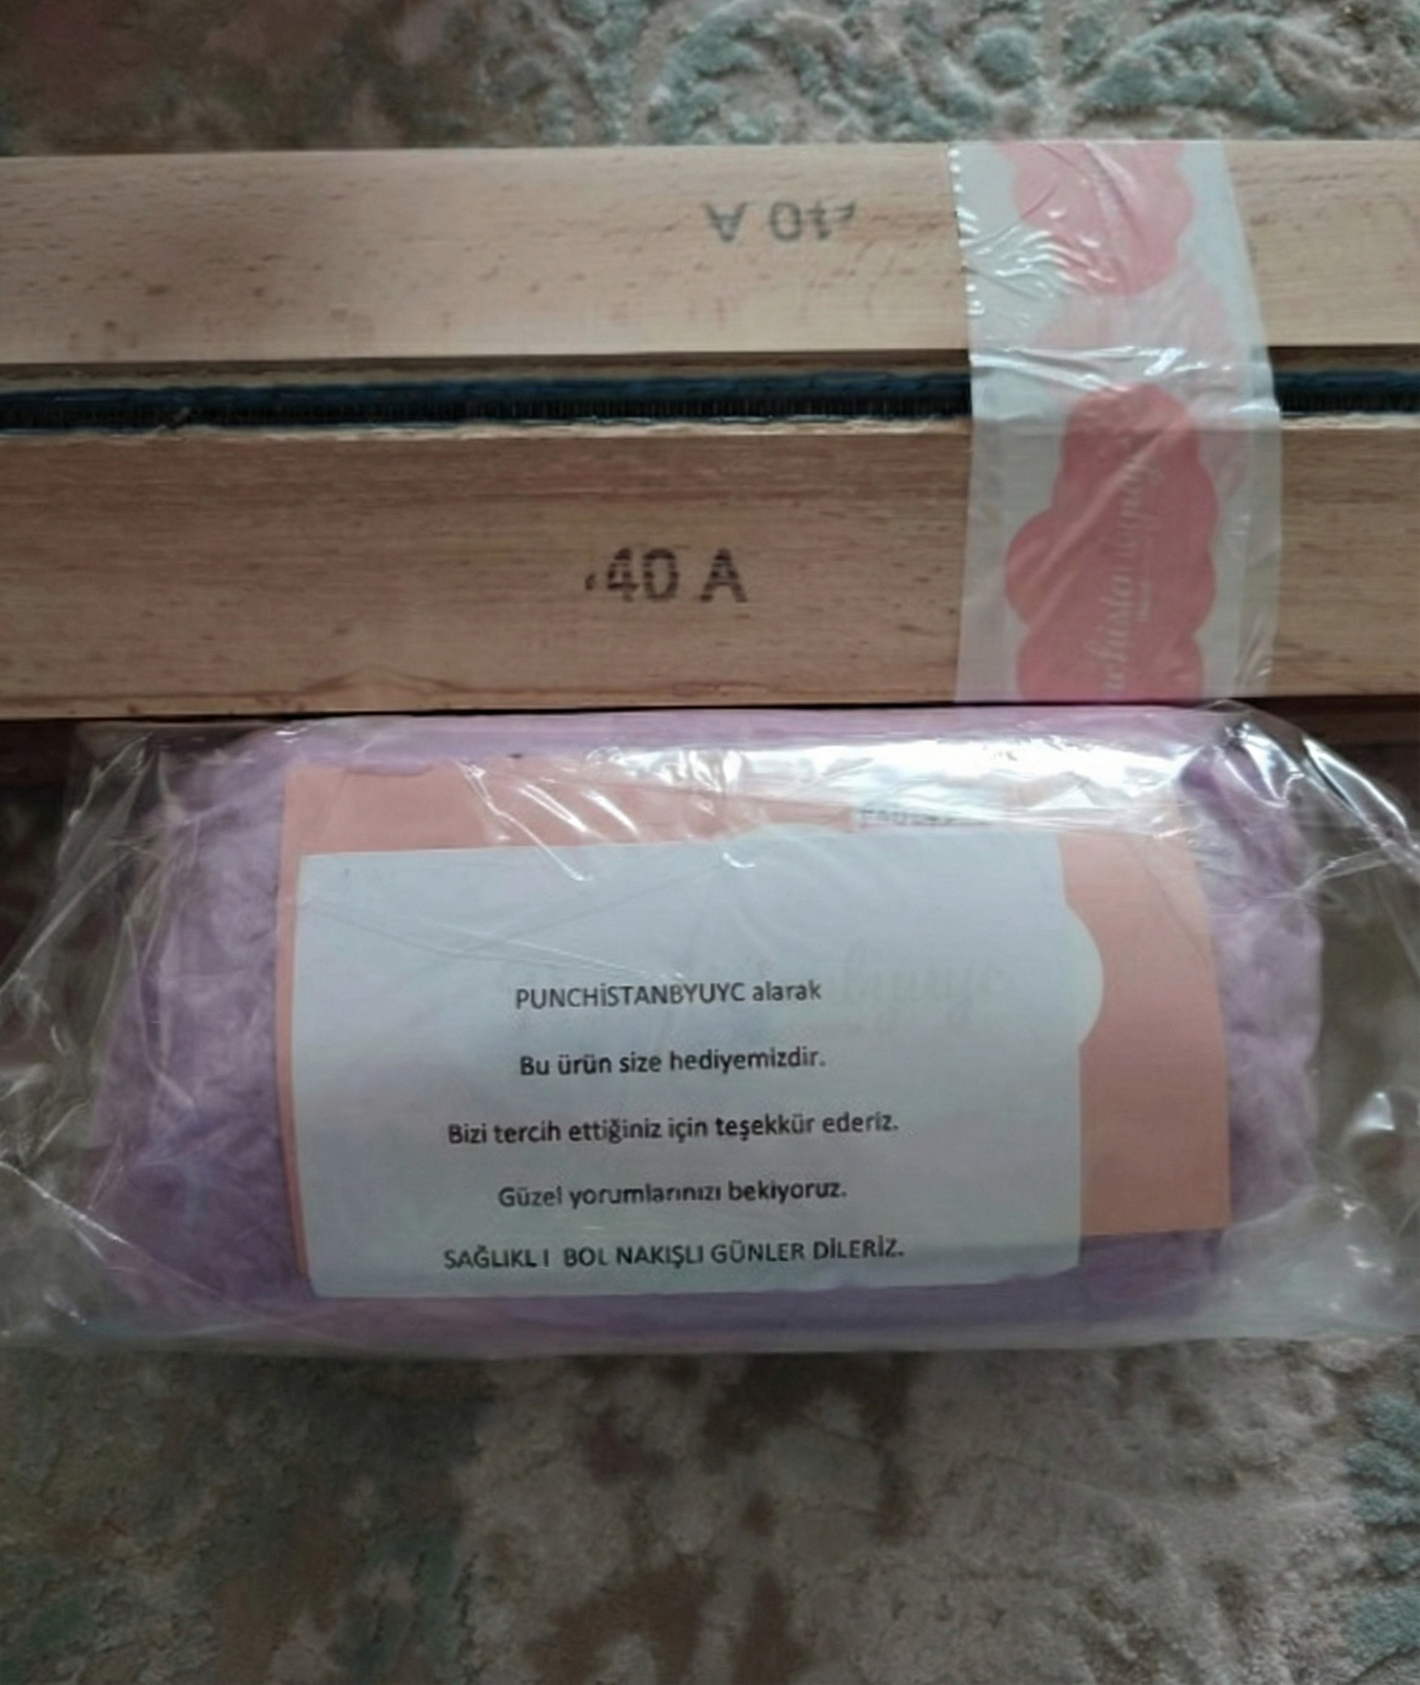 40 A
40 A
PUNCHİSTANBYUYC alarak
Bu ürün size hediyemizdir.
Bizi tercih ettiğiniz için teşekkür ederiz.
Güzel yorumlarınızı bekiyoruz.
SAĞLIKL I  BOL NAKIŞLI GÜNLER DİLERİZ.